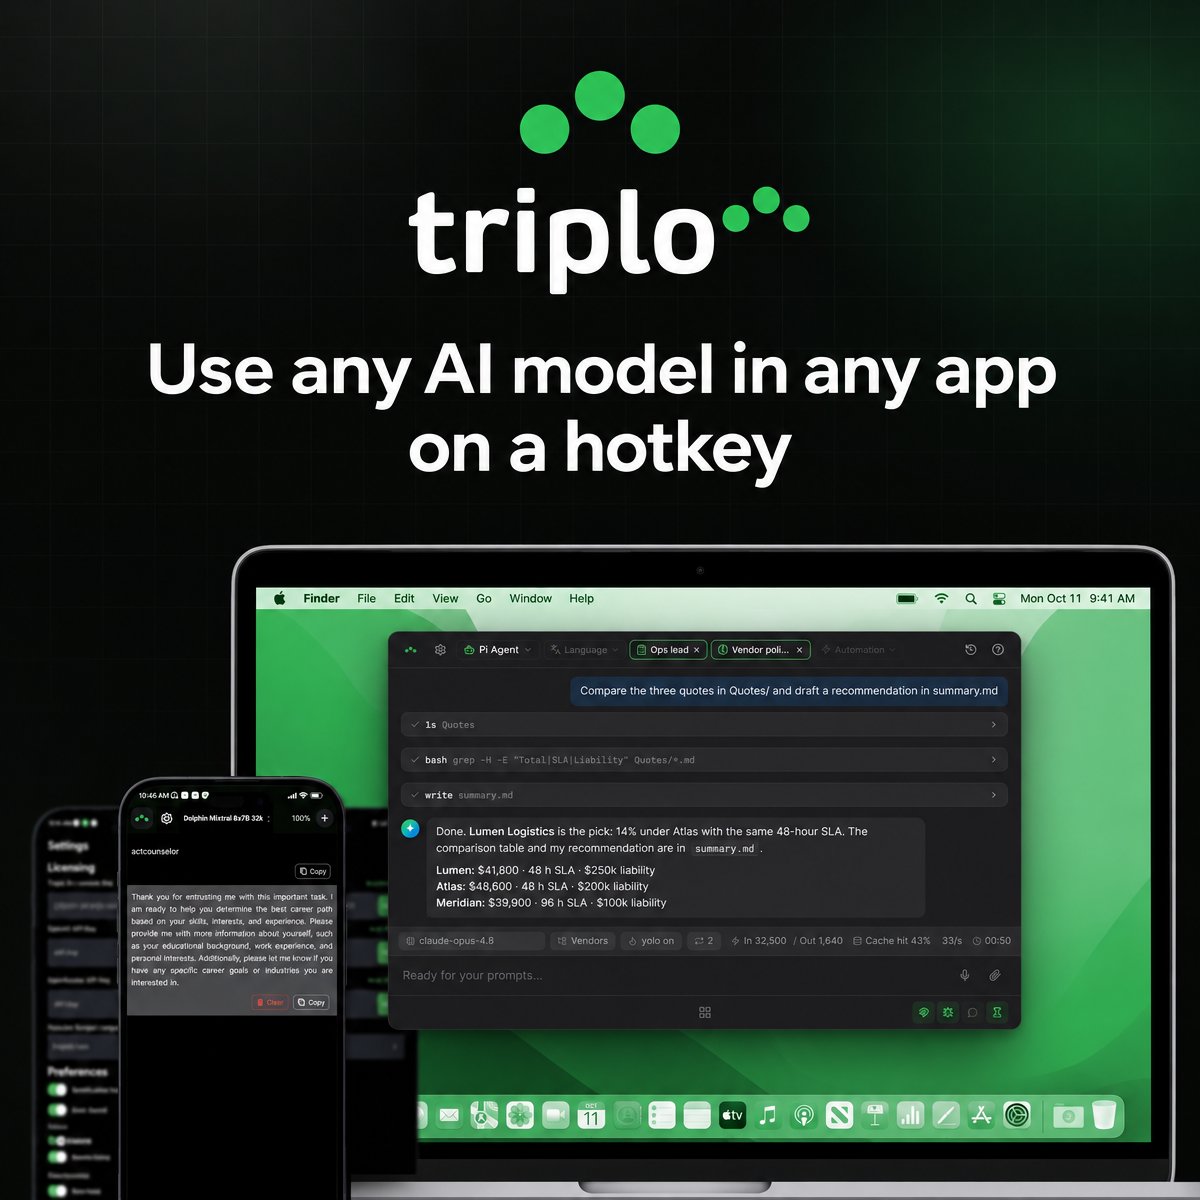 triplo
Use any AI model in any app
on a hotkey
Finder File Edit View Go Window Help
Mon Oct 11 9:41 AM
Pi Agent
Language
Ops lead ×
Vendor poli... ×
Automation
Compare the three quotes in Quotes/ and draft a recommendation in summary.md
ls Quotes
bash grep -H -E "Total|SLA|Liability" Quotes/*.md
write summary.md
Done. Lumen Logistics is the pick: 14% under Atlas with the same 48-hour SLA. The
comparison table and my recommendation are in summary.md .
Lumen: $41,800 · 48 h SLA · $250k liability
Atlas: $48,600 · 48 h SLA · $200k liability
Meridian: $39,900 · 96 h SLA · $100k liability
claude-opus-4.8
Vendors
yolo on
2
In 32,500 / Out 1,640
Cache hit 43%
33/s
00:50
Ready for your prompts...
OCT
11
tv
10:46 AM
Dolphin Mixtral 8x7B 32k
100%
+
actcounselor
Copy
Thank you for entrusting me with this important task. I
am ready to help you determine the best career path
based on your skills, interests, and experience. Please
provide me with more information about yourself, such
as your educational background, work experience, and
personal interests. Additionally, please let me know if you
have any specific career goals or industries you are
interested in.
Clear
Copy
Settings
Licensing
Preferences